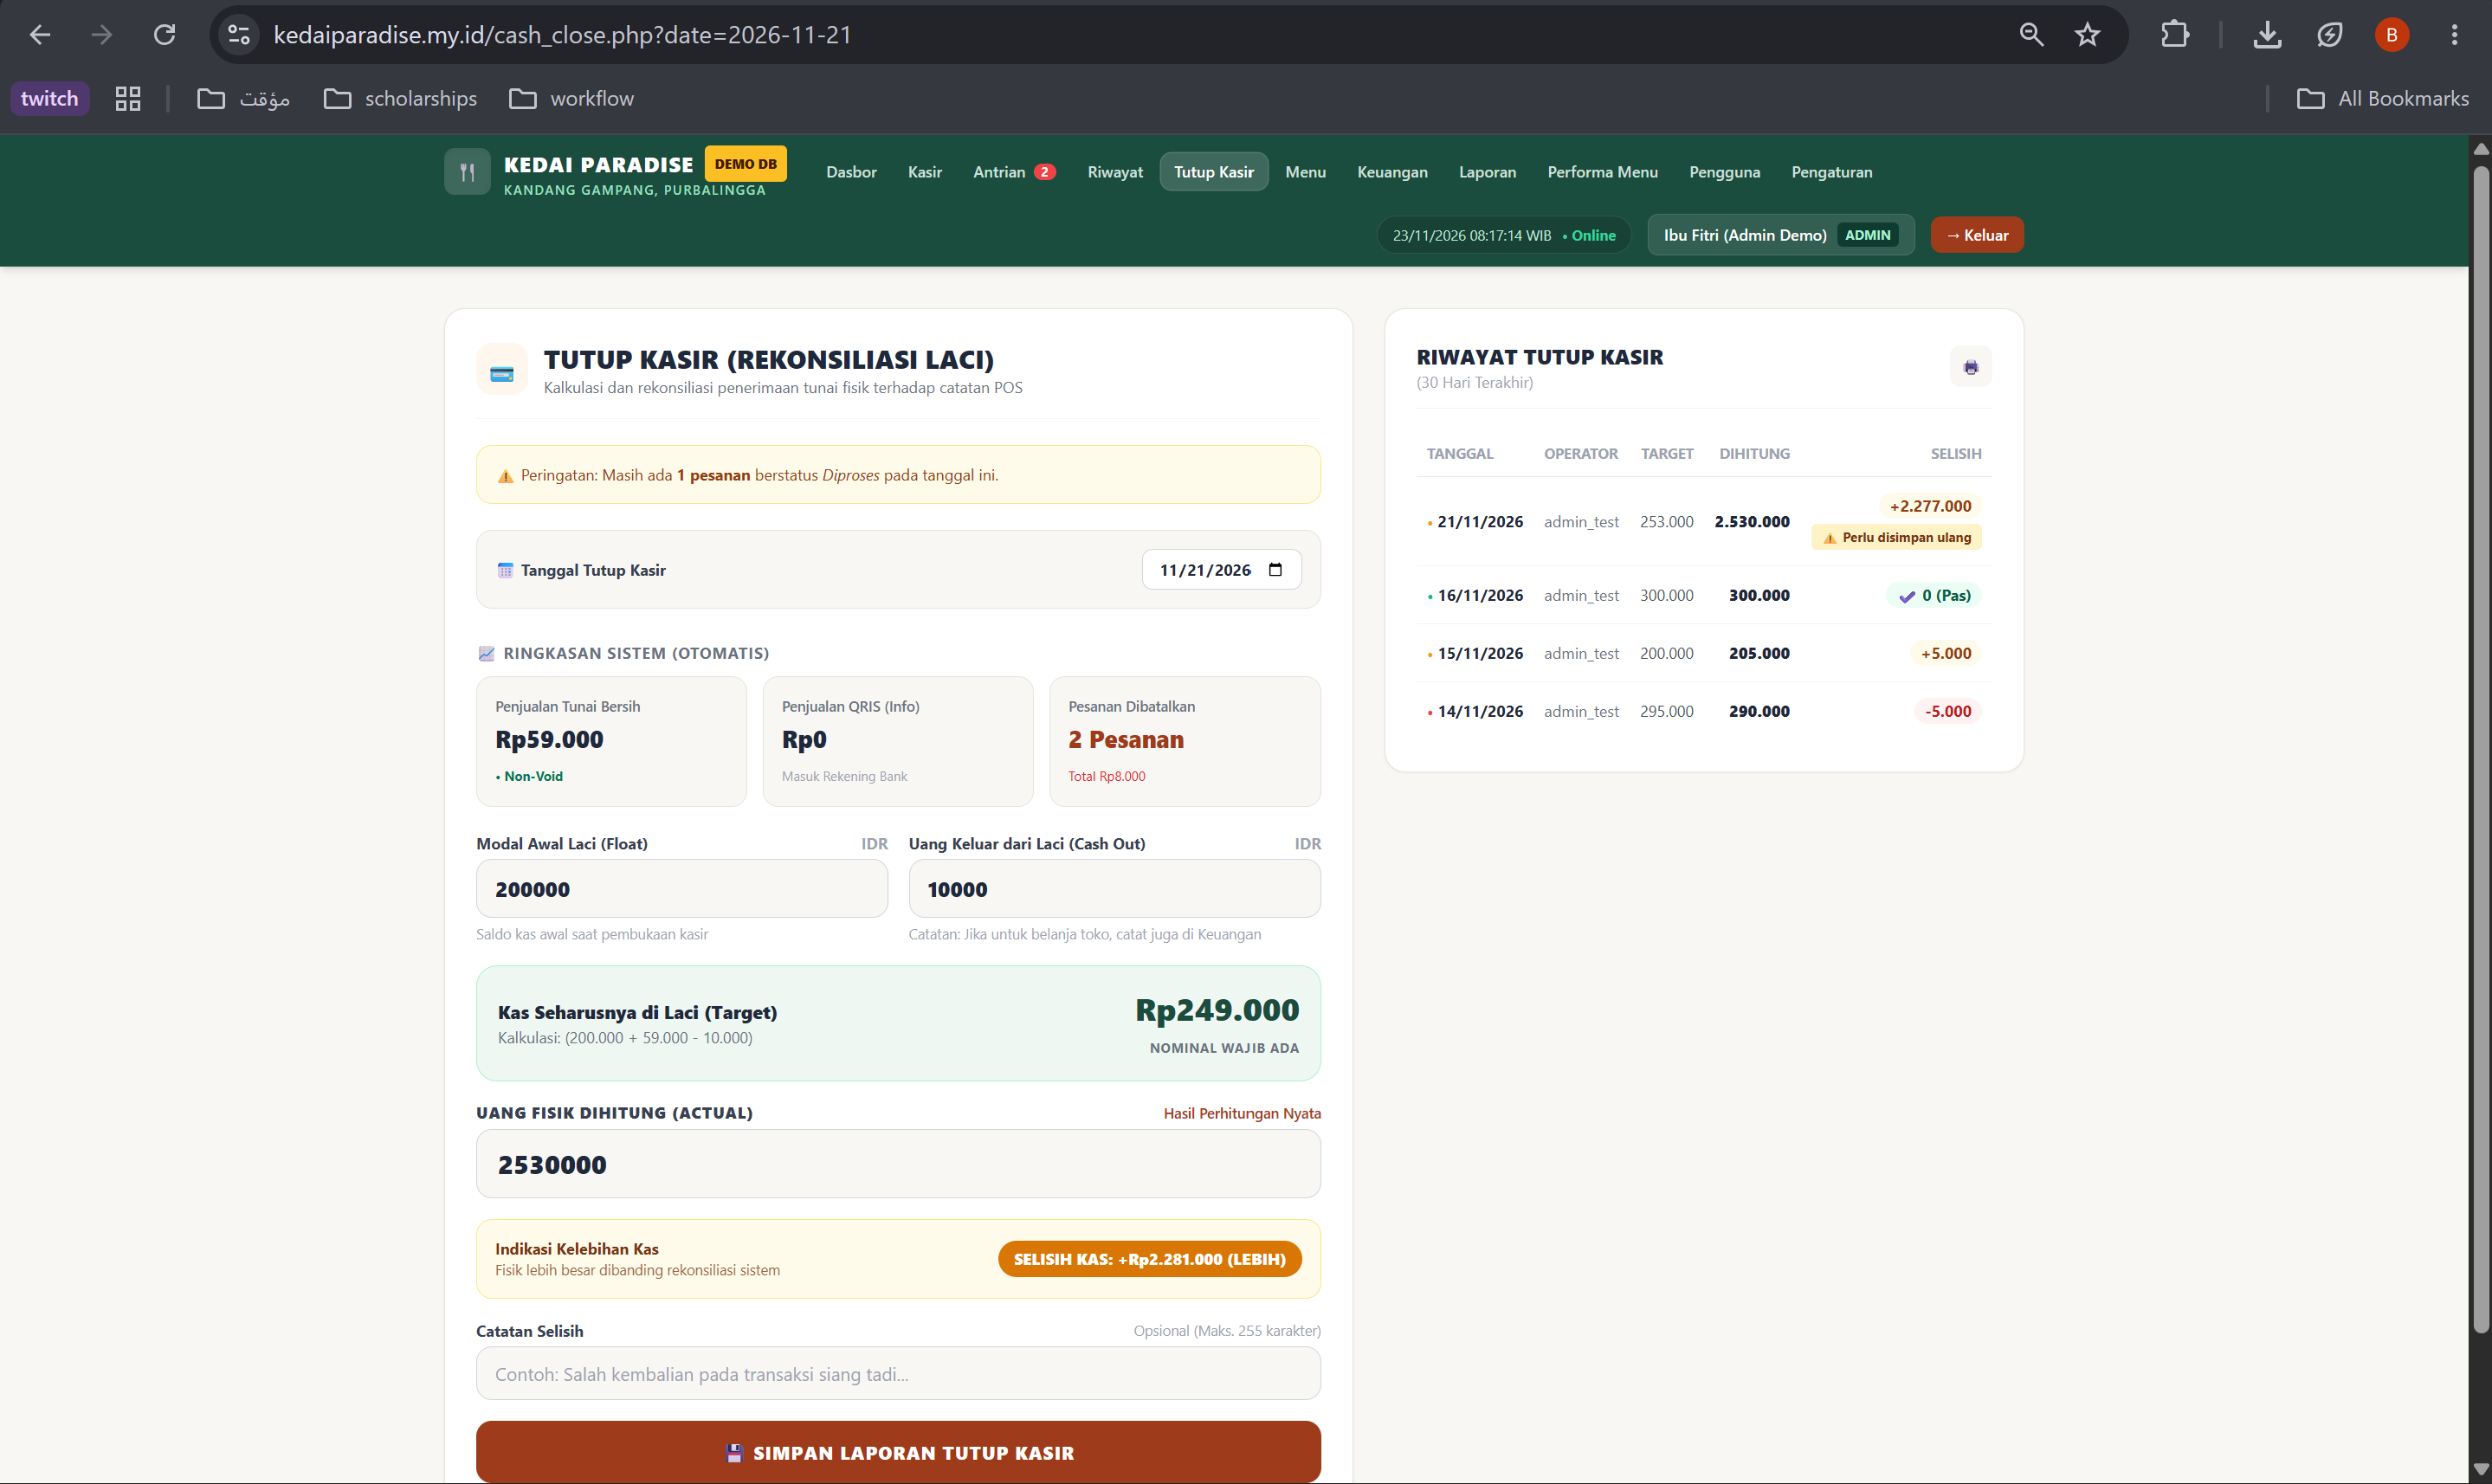 kedaiparadise.my.id/cash_close.php?date=2026-11-21
B
twitch
مؤقت
scholarships
workflow
All Bookmarks
KEDAI PARADISE
DEMO DB
KANDANG GAMPANG, PURBALINGGA
Dasbor
Kasir
Antrian 2
Riwayat
Tutup Kasir
Menu
Keuangan
Laporan
Performa Menu
Pengguna
Pengaturan
23/11/2026 08:17:14 WIB • Online
Ibu Fitri (Admin Demo) ADMIN
→ Keluar
TUTUP KASIR (REKONSILIASI LACI)
Kalkulasi dan rekonsiliasi penerimaan tunai fisik terhadap catatan POS
Peringatan: Masih ada 1 pesanan berstatus Diproses pada tanggal ini.
Tanggal Tutup Kasir
11/21/2026
RINGKASAN SISTEM (OTOMATIS)
Penjualan Tunai Bersih
Rp59.000
• Non-Void
Penjualan QRIS (Info)
Rp0
Masuk Rekening Bank
Pesanan Dibatalkan
2 Pesanan
Total Rp8.000
Modal Awal Laci (Float) IDR
200000
Saldo kas awal saat pembukaan kasir
Uang Keluar dari Laci (Cash Out) IDR
10000
Catatan: Jika untuk belanja toko, catat juga di Keuangan
Kas Seharusnya di Laci (Target)
Kalkulasi: (200.000 + 59.000 - 10.000)
Rp249.000
NOMINAL WAJIB ADA
UANG FISIK DIHITUNG (ACTUAL)
Hasil Perhitungan Nyata
2530000
Indikasi Kelebihan Kas
Fisik lebih besar dibanding rekonsiliasi sistem
SELISIH KAS: +Rp2.281.000 (LEBIH)
Catatan Selisih
Opsional (Maks. 255 karakter)
Contoh: Salah kembalian pada transaksi siang tadi...
SIMPAN LAPORAN TUTUP KASIR
RIWAYAT TUTUP KASIR
(30 Hari Terakhir)
TANGGAL OPERATOR TARGET DIHITUNG SELISIH
• 21/11/2026 admin_test 253.000 2.530.000 +2.277.000
Perlu disimpan ulang
• 16/11/2026 admin_test 300.000 300.000 0 (Pas)
• 15/11/2026 admin_test 200.000 205.000 +5.000
• 14/11/2026 admin_test 295.000 290.000 -5.000